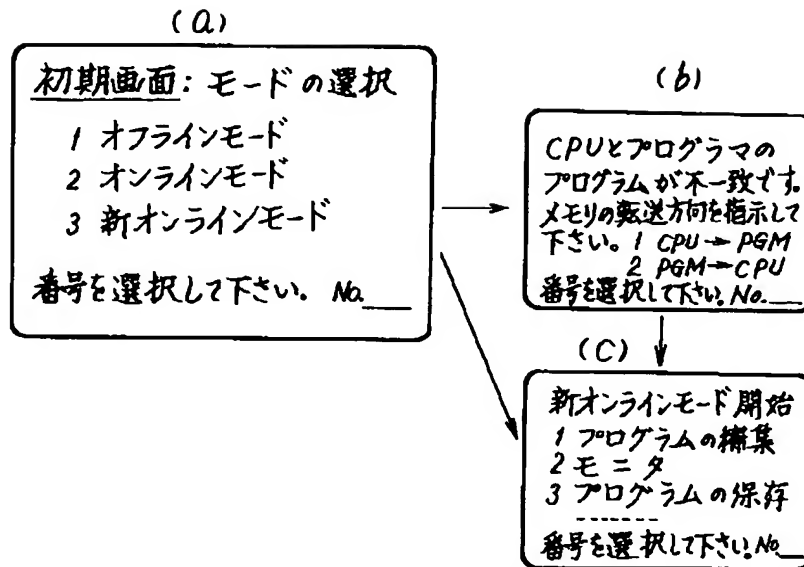 (a)
初期画面: モードの選択
1 オフラインモード
2 オンラインモード
3 新オンラインモード
番号を選択して下さい. No.___
(b)
CPUとプログラマの
プログラムが不一致です。
メモリの転送方向を指示して
下さい。1 CPU→PGM
2 PGM→CPU
番号を選択して下さい. No.___
(C)
新オンラインモード開始
1 プログラムの編集
2 モニタ
3 プログラムの保存
------
番号を選択して下さい. No___